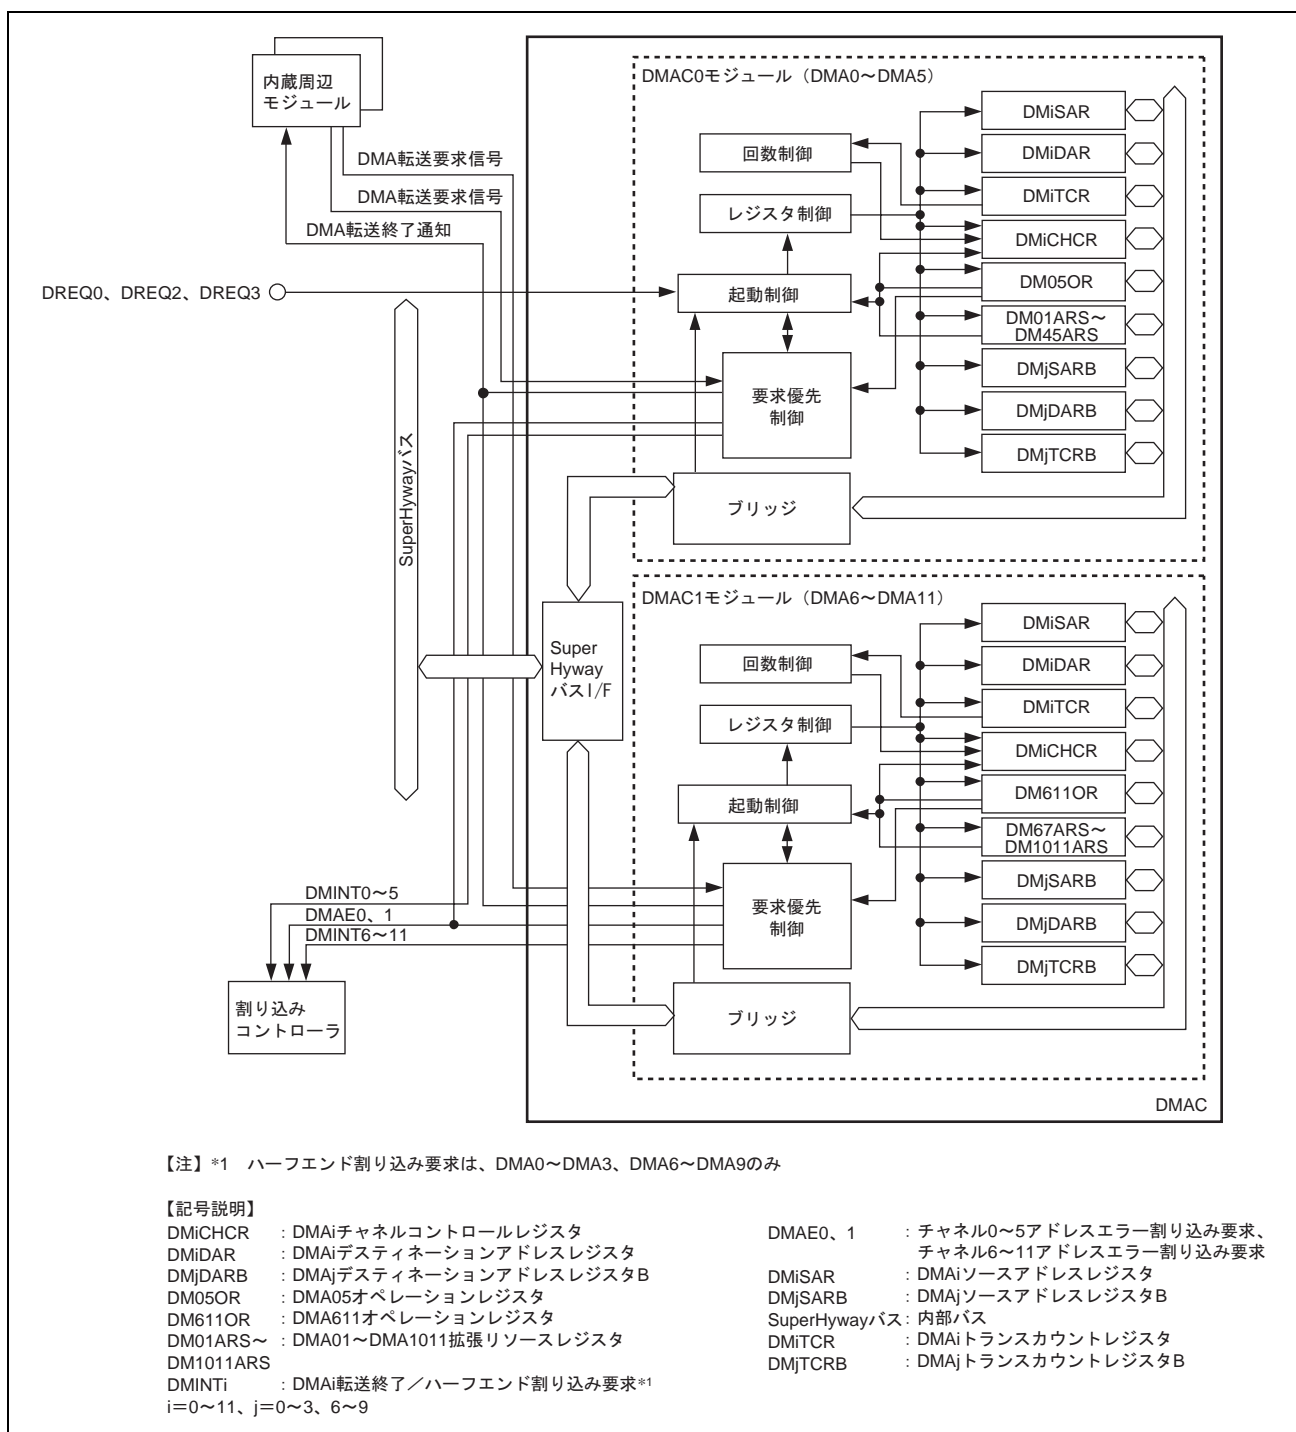 内蔵周辺
モジュール
DMA転送要求信号
DMA転送要求信号
DMA転送終了通知
DREQ0、DREQ2、DREQ3
SuperHywayバス
Super
Hyway
バスI/F
DMAC0モジュール（DMA0～DMA5）
回数制御
レジスタ制御
起動制御
要求優先
制御
ブリッジ
DMiSAR
DMiDAR
DMiTCR
DMiCHCR
DM05OR
DM01ARS～
DM45ARS
DMjSARB
DMjDARB
DMjTCRB
DMAC1モジュール（DMA6～DMA11）
回数制御
レジスタ制御
起動制御
要求優先
制御
ブリッジ
DMiSAR
DMiDAR
DMiTCR
DMiCHCR
DM611OR
DM67ARS～
DM1011ARS
DMjSARB
DMjDARB
DMjTCRB
DMINT0～5
DMAE0、1
DMINT6～11
割り込み
コントローラ
DMAC
【注】*1 ハーフエンド割り込み要求は、DMA0～DMA3、DMA6～DMA9のみ
【記号説明】
DMiCHCR ：DMAiチャネルコントロールレジスタ
DMiDAR ：DMAiデスティネーションアドレスレジスタ
DMjDARB ：DMAjデスティネーションアドレスレジスタB
DM05OR ：DMA05オペレーションレジスタ
DM611OR ：DMA611オペレーションレジスタ
DM01ARS～ ：DMA01～DMA1011拡張リソースレジスタ
DM1011ARS
DMINTi ：DMAi転送終了／ハーフエンド割り込み要求*1
i＝0～11、j＝0～3、6～9
DMAE0、1 ：チャネル0～5アドレスエラー割り込み要求、
チャネル6～11アドレスエラー割り込み要求
DMiSAR ：DMAiソースアドレスレジスタ
DMjSARB ：DMAjソースアドレスレジスタB
SuperHywayバス：内部バス
DMiTCR ：DMAiトランスカウントレジスタ
DMjTCRB ：DMAjトランスカウントレジスタB